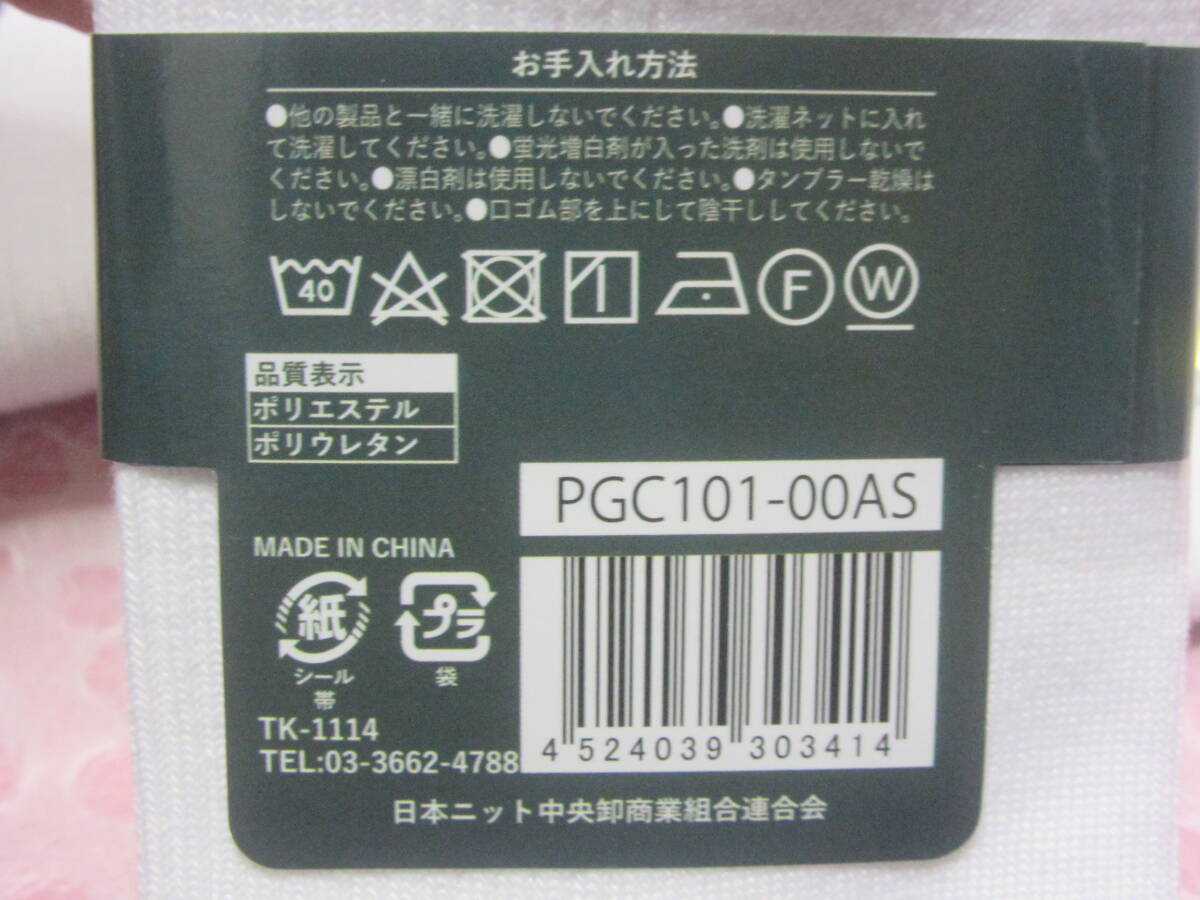 お手入れ方法
●他の製品と一緒に洗濯しないでください。●洗濯ネットに入れ
て洗濯してください。●蛍光増白剤が入った洗剤は使用しないで
ください。●漂白剤は使用しないでください。●タンブラー乾燥は
しないでください。●口ゴム部を上にして陰干ししてください。
40 F W
品質表示
ポリエステル
ポリウレタン
PGC101-00AS
MADE IN CHINA
紙 プラ
シール 袋
帯
TK-1114
TEL:03-3662-4788
4 524039 303414
日本ニット中央卸商業組合連合会